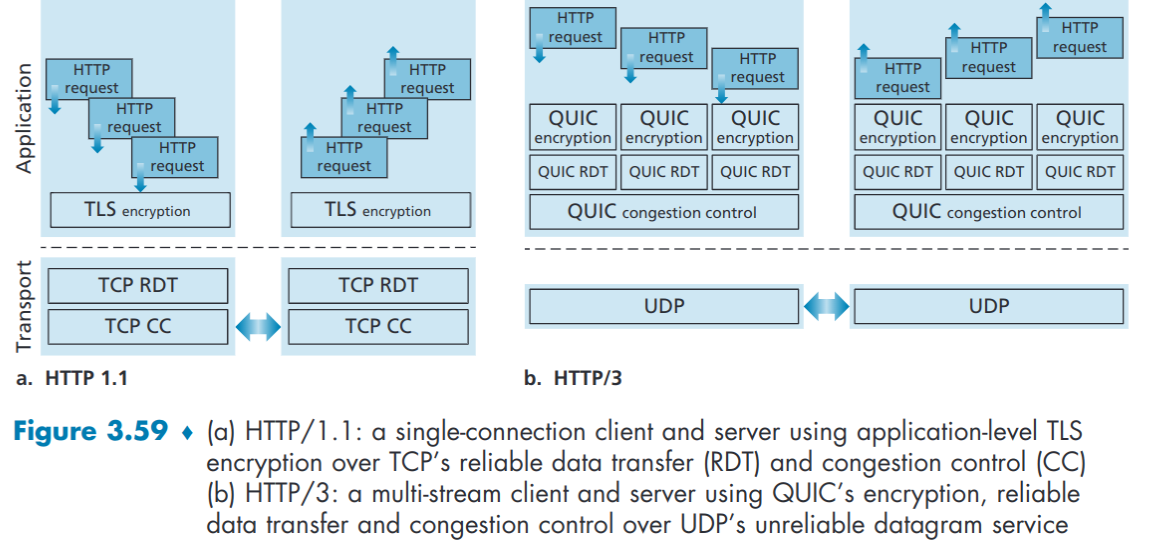 Application
HTTP
request
HTTP
request
HTTP
request
TLS encryption
HTTP
request
HTTP
request
HTTP
request
TLS encryption
Transport
TCP RDT
TCP CC
TCP RDT
TCP CC
a. HTTP 1.1
HTTP
request
HTTP
request
HTTP
request
QUIC
encryption
QUIC
encryption
QUIC
encryption
QUIC RDT
QUIC RDT
QUIC RDT
QUIC congestion control
HTTP
request
HTTP
request
HTTP
request
QUIC
encryption
QUIC
encryption
QUIC
encryption
QUIC RDT
QUIC RDT
QUIC RDT
QUIC congestion control
UDP
UDP
b. HTTP/3
Figure 3.59 ♦ (a) HTTP/1.1: a single-connection client and server using application-level TLS
encryption over TCP’s reliable data transfer (RDT) and congestion control (CC)
(b) HTTP/3: a multi-stream client and server using QUIC’s encryption, reliable
data transfer and congestion control over UDP’s unreliable datagram service